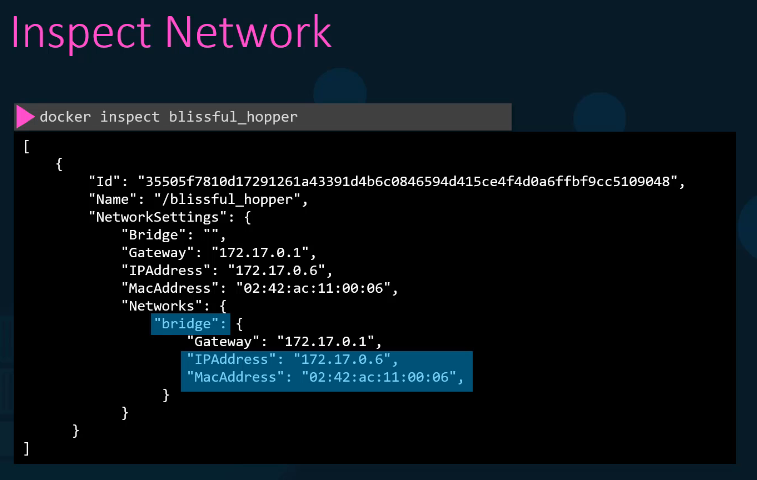 Inspect Network
docker inspect blissful_hopper
[
{
"Id": "35505f7810d17291261a43391d4b6c0846594d415ce4f4d0a6ffbf9cc5109048",
"Name": "/blissful_hopper",
"NetworkSettings": {
"Bridge": "",
"Gateway": "172.17.0.1",
"IPAddress": "172.17.0.6",
"MacAddress": "02:42:ac:11:00:06",
"Networks": {
"bridge": {
"Gateway": "172.17.0.1",
"IPAddress": "172.17.0.6",
"MacAddress": "02:42:ac:11:00:06",
}
}
}
]